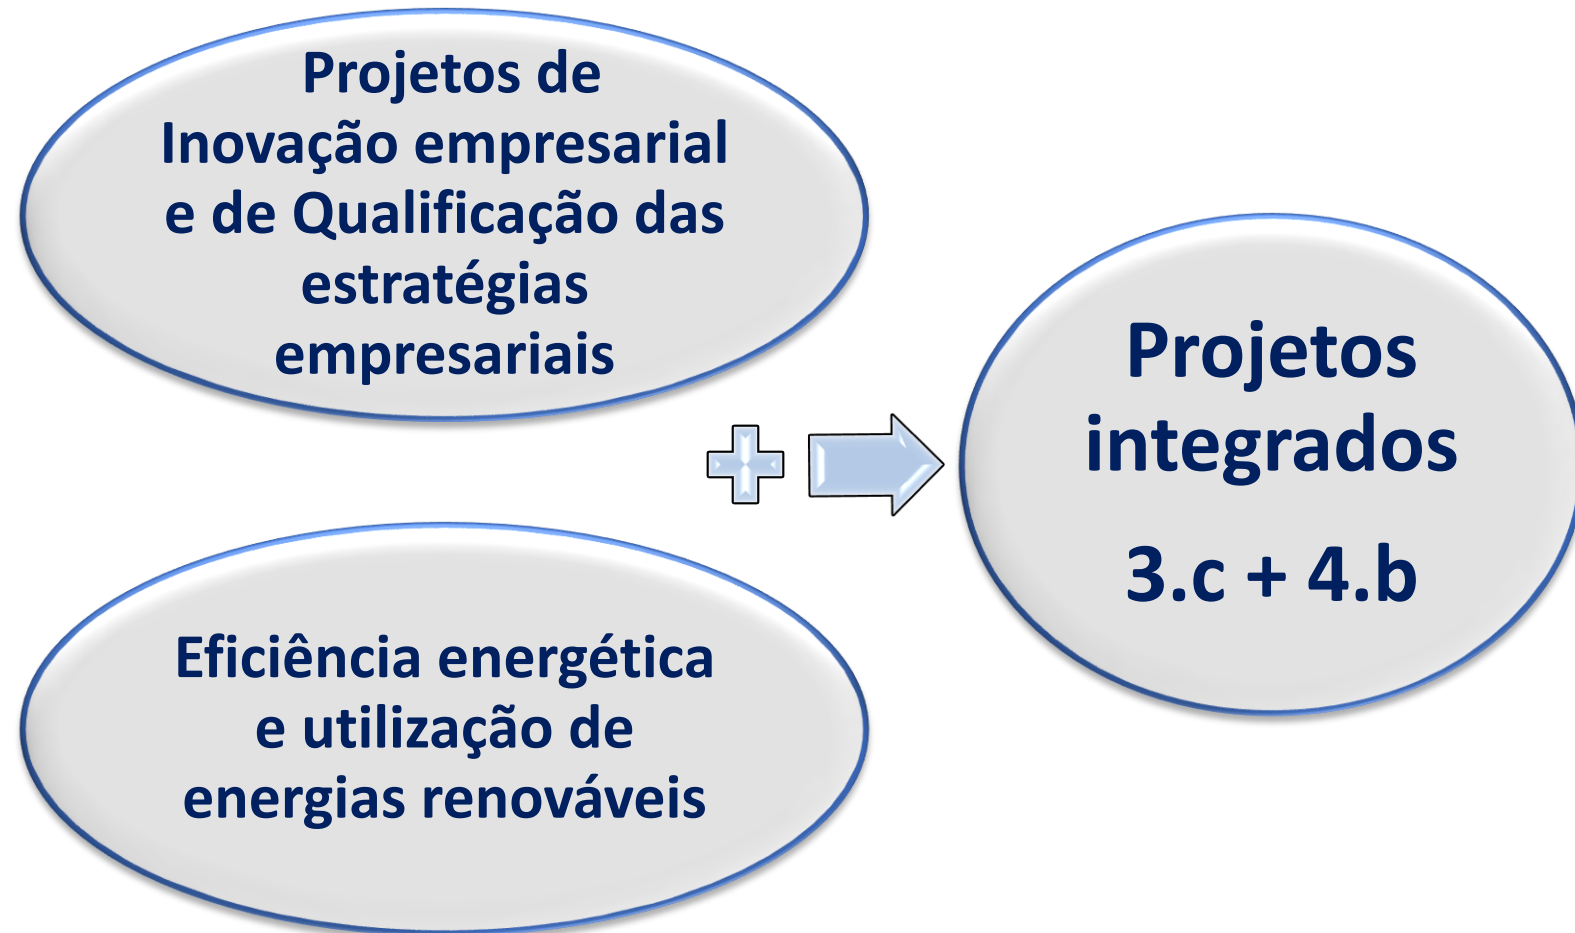 Projetos de
Inovação empresarial
e de Qualificação das
estratégias
empresariais
Eficiência energética
e utilização de
energias renováveis
Projetos
integrados
3.c + 4.b